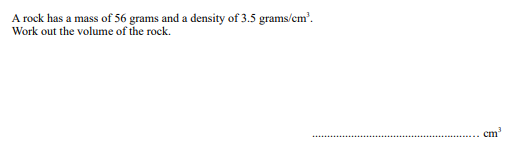 A rock has a mass of 56 grams and a density of 3.5 grams/cm³.
Work out the volume of the rock.
.......................................................... cm³